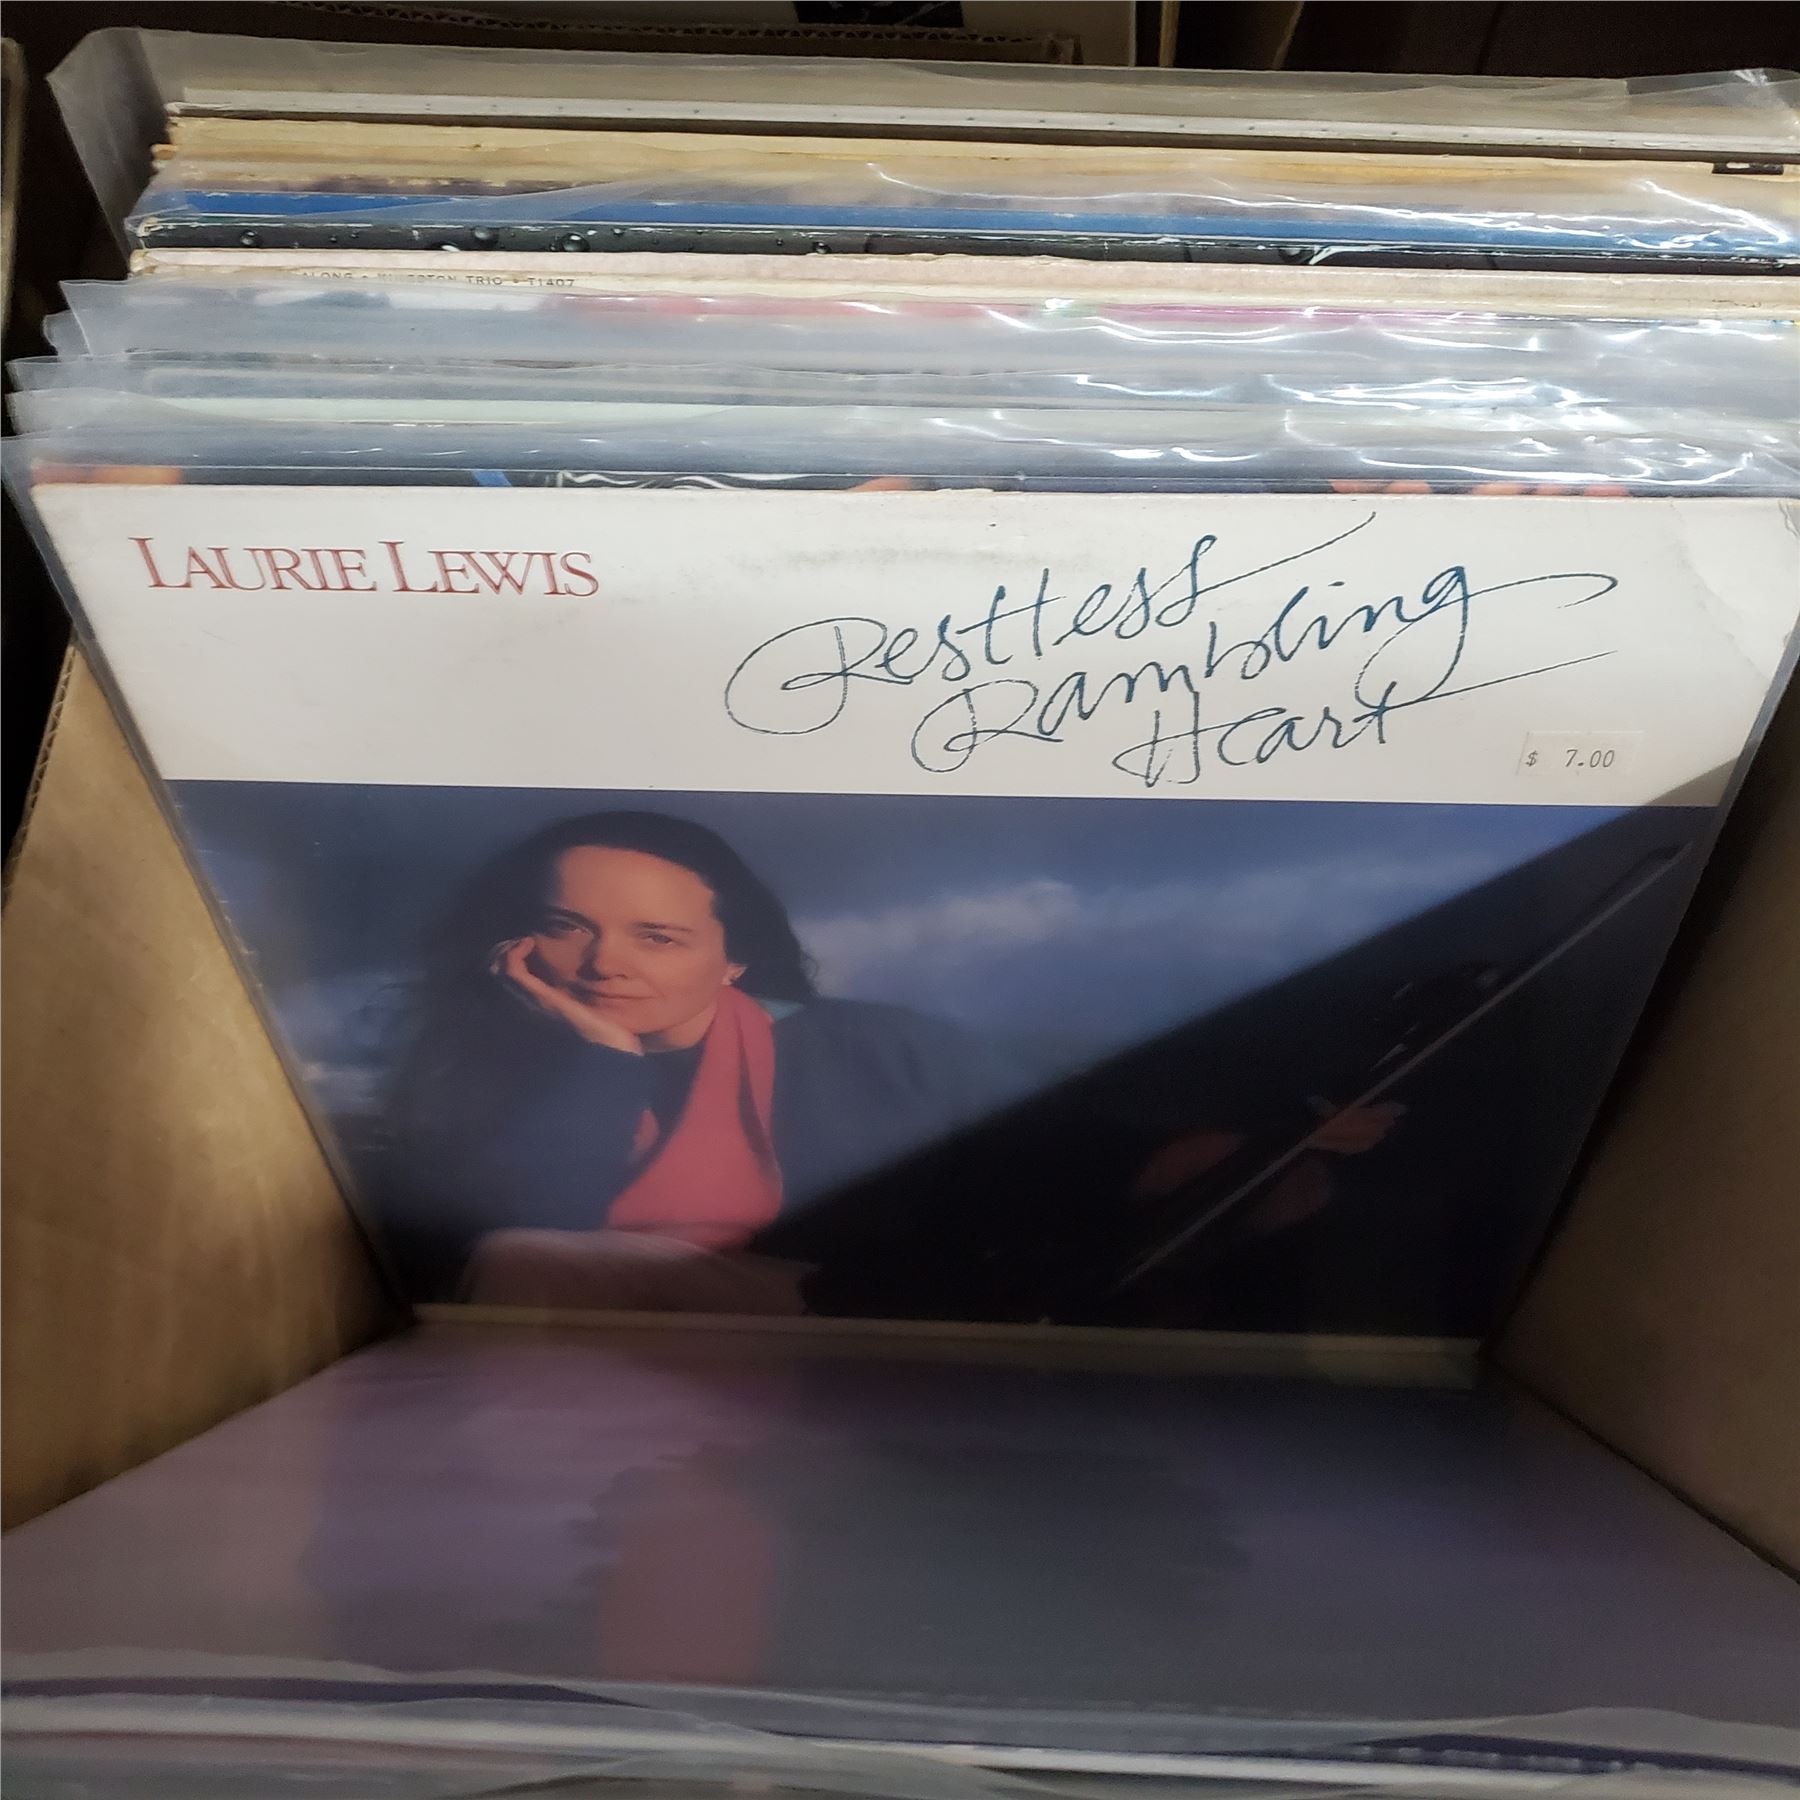 TRIO • T1407
LAURIE LEWIS
Restless
Rambling
Heart
$ 7.00